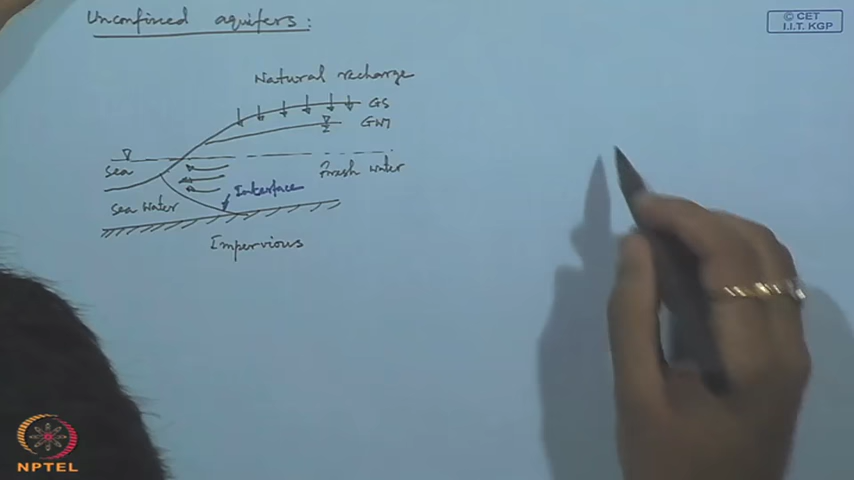 Unconfined aquifers :
© CET
I.I.T. KGP
Natural recharge
GS
GWT
Sea
Fresh water
Interface
Sea Water
Impervious
NPTEL